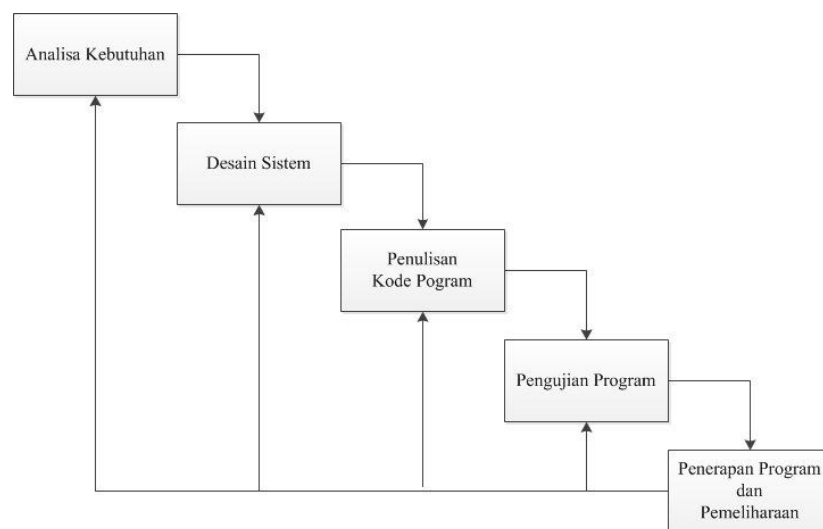 Analisa Kebutuhan
Desain Sistem
Penulisan
Kode Pogram
Pengujian Program
Penerapan Program
dan
Pemeliharaan